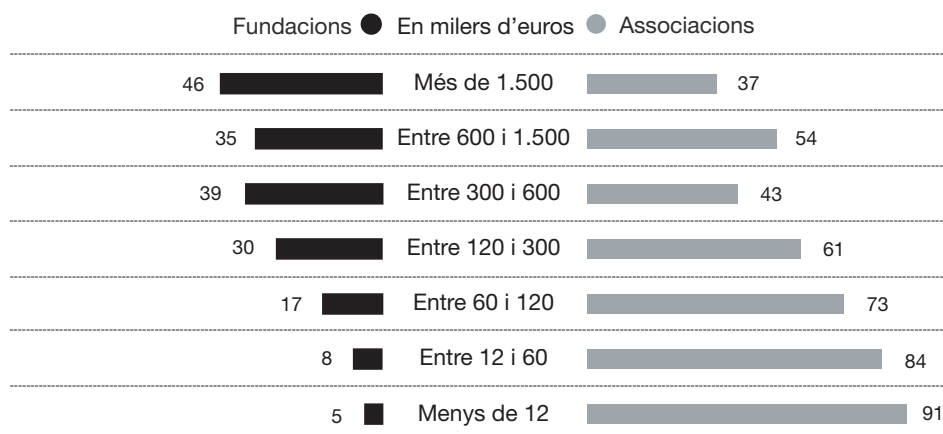 Fundacions En milers d’euros Associacions
46 Més de 1.500 37
35 Entre 600 i 1.500 54
39 Entre 300 i 600 43
30 Entre 120 i 300 61
17 Entre 60 i 120 73
8 Entre 12 i 60 84
5 Menys de 12 91